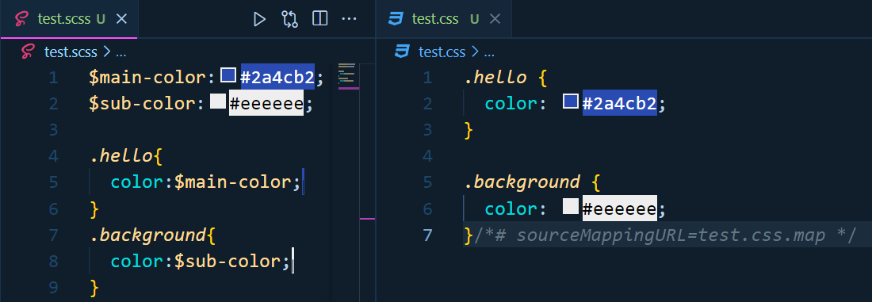 test.scss U ×
test.scss > ...
1 $main-color:#2a4cb2;
2 $sub-color:#eeeeee;
3
4 .hello{
5 color:$main-color;
6 }
7 .background{
8 color:$sub-color;
9 }
test.css U ×
test.css > ...
1 .hello {
2 color: #2a4cb2;
3 }
4
5 .background {
6 color: #eeeeee;
7 }/*# sourceMappingURL=test.css.map */